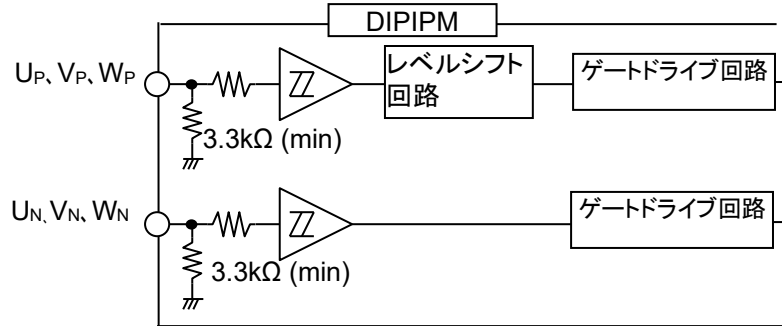 DIPIPM
UP、VP、WP
レベルシフト
回路
ゲートドライブ回路
3.3kΩ (min)
UN、VN、WN
ゲートドライブ回路
3.3kΩ (min)